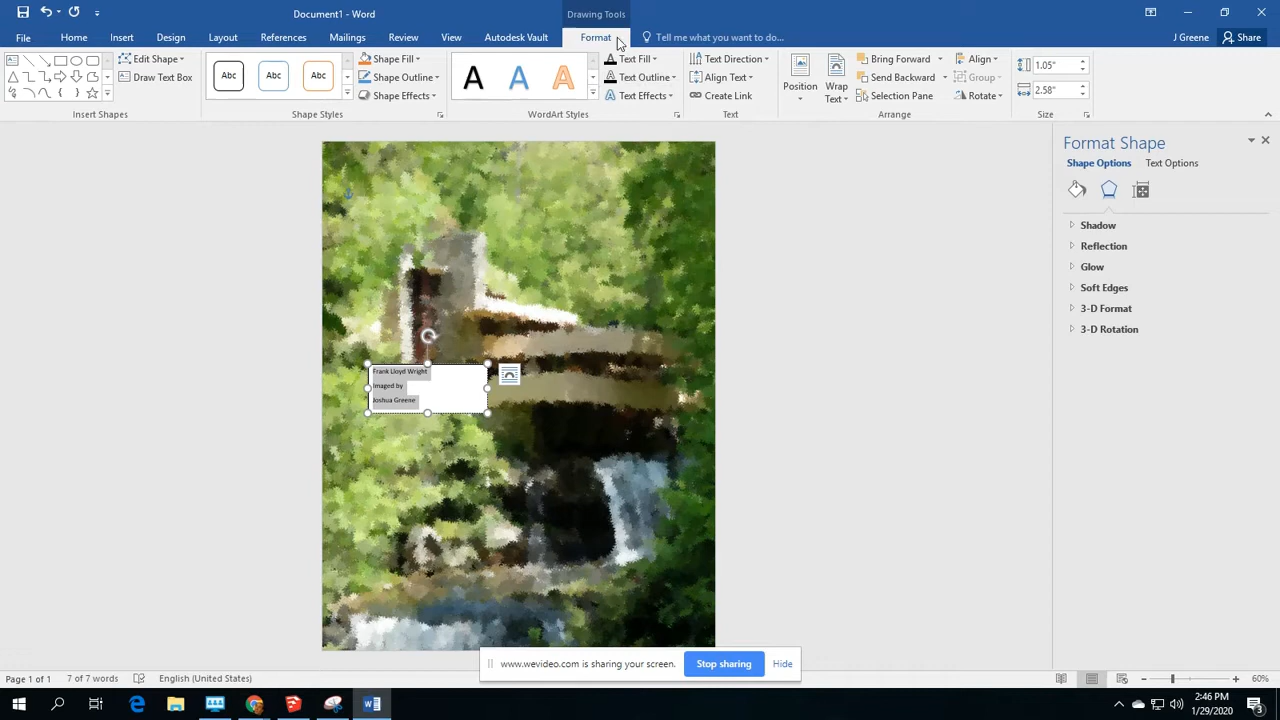 Document1 - Word
Drawing Tools
File
Home
Insert
Design
Layout
References
Mailings
Review
View
Autodesk Vault
Format
Tell me what you want to do...
J Greene
Share
Edit Shape
Draw Text Box
Insert Shapes
Abc
Abc
Abc
Shape Fill
Shape Outline
Shape Effects
Shape Styles
A
A
A
Text Fill
Text Outline
Text Effects
WordArt Styles
Text Direction
Align Text
Create Link
Text
Position
Wrap
Text
Bring Forward
Send Backward
Selection Pane
Align
Group
Rotate
Arrange
1.05"
2.58"
Size
Format Shape
Shape Options
Text Options
Shadow
Reflection
Glow
Soft Edges
3-D Format
3-D Rotation
Frank Lloyd Wright
Imaged by
Joshua Greene
www.wevideo.com is sharing your screen.
Stop sharing
Hide
Page 1 of 1
7 of 7 words
English (United States)
60%
2:46 PM
1/29/2020
3